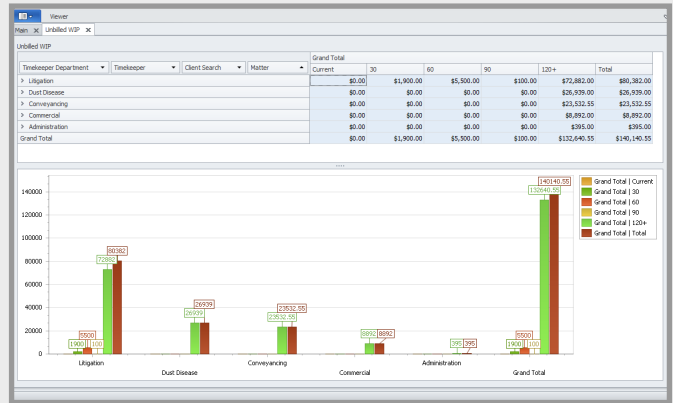 Viewer
Main Unbilled WIP
Unbilled WIP
Grand Total
Timekeeper Department Timekeeper Client Search Matter Current 30 60 90 120+ Total
Litigation $0.00 $1,900.00 $5,500.00 $100.00 $72,882.00 $80,382.00
Dust Disease $0.00 $0.00 $0.00 $0.00 $26,939.00 $26,939.00
Conveyancing $0.00 $0.00 $0.00 $0.00 $23,532.55 $23,532.55
Commercial $0.00 $0.00 $0.00 $0.00 $8,892.00 $8,892.00
Administration $0.00 $0.00 $0.00 $0.00 $395.00 $395.00
Grand Total $0.00 $1,900.00 $5,500.00 $100.00 $132,640.55 $140,140.55
140140.55
132640.55
140000
120000
100000
80000
60000
40000
20000
0
80382
72882
5500
1900 100
26939
26939
23532.55
23532.55
8892 8892
395 395
5500
1900 100
Litigation
Dust Disease
Conveyancing
Commercial
Administration
Grand Total
Grand Total | Current
Grand Total | 30
Grand Total | 60
Grand Total | 90
Grand Total | 120+
Grand Total | Total